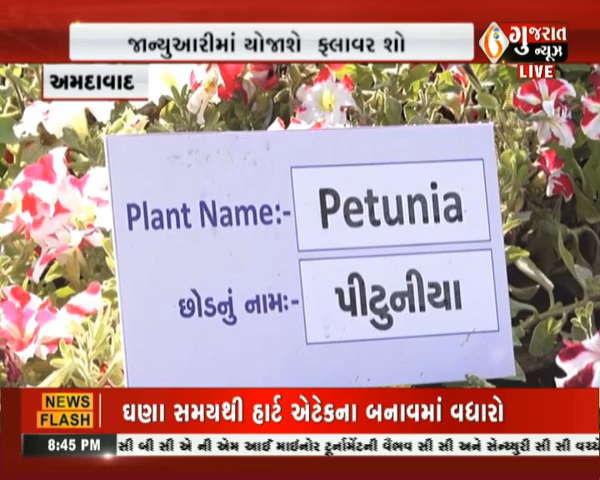 જાન્યુઆરીમાં યોજાશે ફ્લાવર શો
ગુજરાત
ન્યૂઝ
LIVE
અમદાવાદ
Plant Name:- Petunia
છોડનું નામઃ- પીટુનીયા
NEWS
FLASH
ઘણા સમયથી હાર્ટ એટેકના બનાવમાં વધારો
8:45 PM
સી બી સી એ ની એમ આઈ માઈનોર ટૂર્નામેન્ટની વૈભવ સી સી અને સેન્ચ્યુરી સી સી વચ્ચે